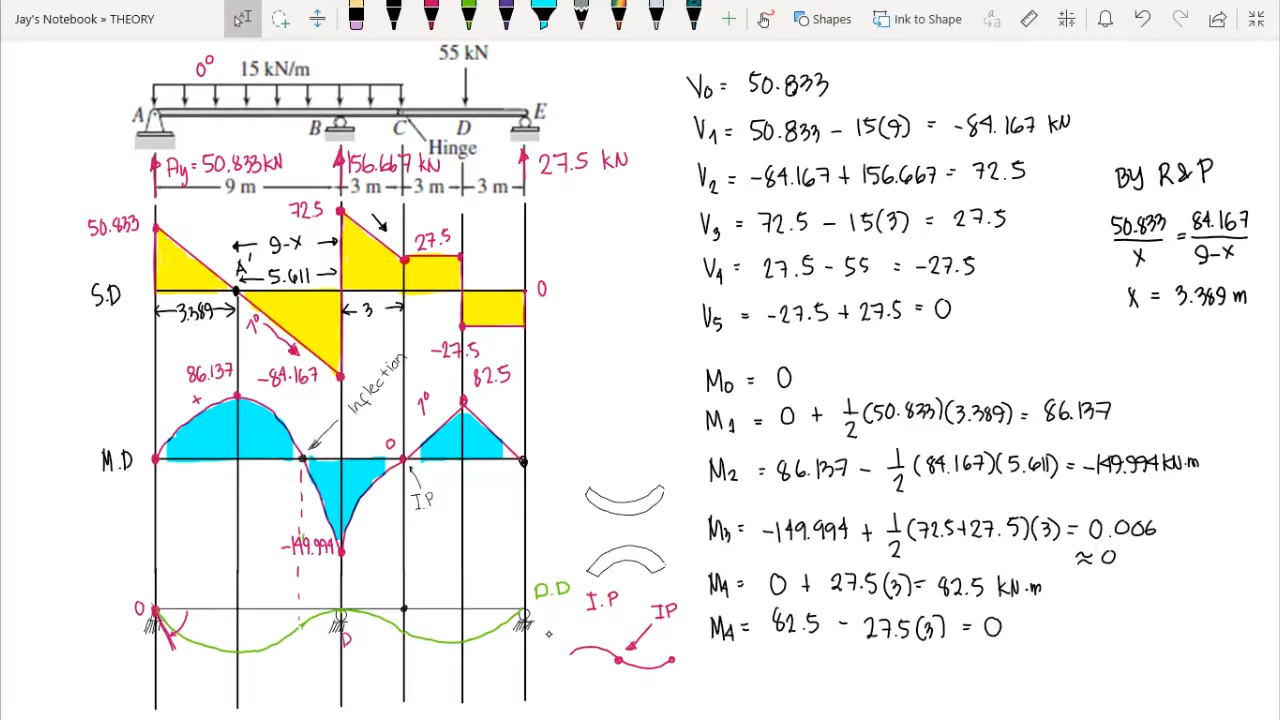 Jay's Notebook » THEORY
Shapes
Ink to Shape
55 kN
0° 15 kN/m
A B C D E
Hinge
Ay = 50.833 kN 156.667 kN 27.5 kN
9 m 3 m 3 m 3 m
50.833 72.5 27.5
9-x
A'
5.611
S.D 0
3.389 3
1°
-84.167 -27.5
Inflection
86.137 82.5
+ 1°
0
M.D
I.P
-149.994
D.D
0 I.P IP
D
V0 = 50.833
V1 = 50.833 - 15(9) = -84.167 kN
V2 = -84.167 + 156.667 = 72.5
V3 = 72.5 - 15(3) = 27.5
V4 = 27.5 - 55 = -27.5
V5 = -27.5 + 27.5 = 0
BY R & P
50.833/x = 84.167/9-x
x = 3.389 m
M0 = 0
M1 = 0 + 1/2 (50.833)(3.389) = 86.137
M2 = 86.137 - 1/2 (84.167)(5.611) = -149.994 kN·m
M3 = -149.994 + 1/2 (72.5+27.5)(3) = 0.006
≈ 0
M4 = 0 + 27.5(3) = 82.5 kN·m
M4 = 82.5 - 27.5(3) = 0